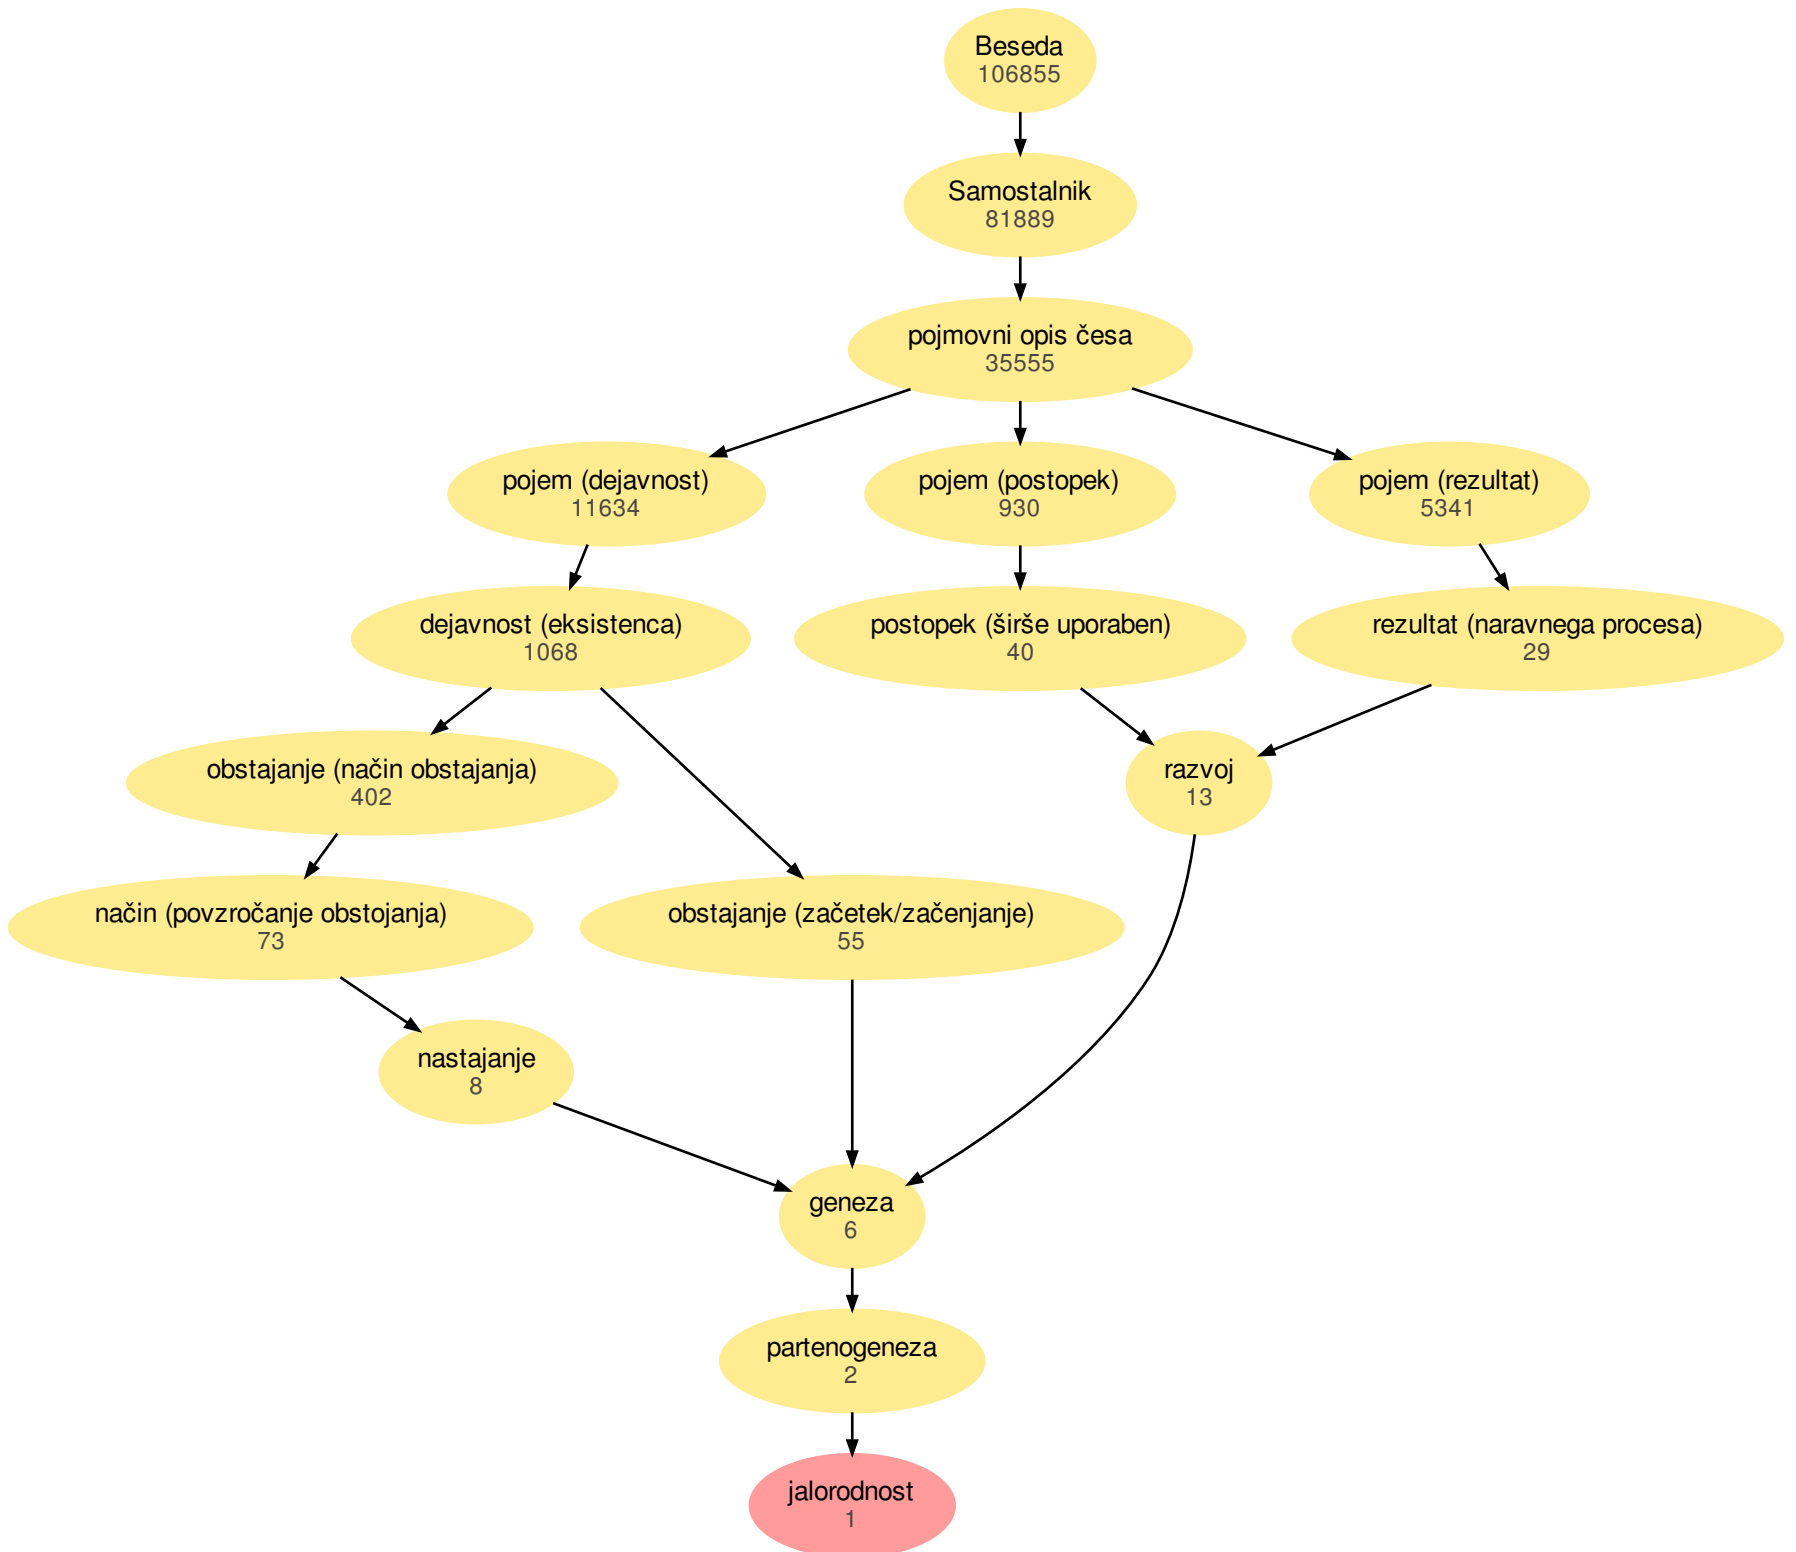 Beseda
106855
Samostalnik
81889
pojmovni opis česa
35555
pojem (dejavnost)
11634
pojem (postopek)
930
pojem (rezultat)
5341
dejavnost (eksistenca)
1068
postopek (širše uporaben)
40
rezultat (naravnega procesa)
29
obstajanje (način obstajanja)
402
razvoj
13
način (povzročanje obstojanja)
73
obstajanje (začetek/začenjanje)
55
nastajanje
8
geneza
6
partenogeneza
2
jalorodnost
1